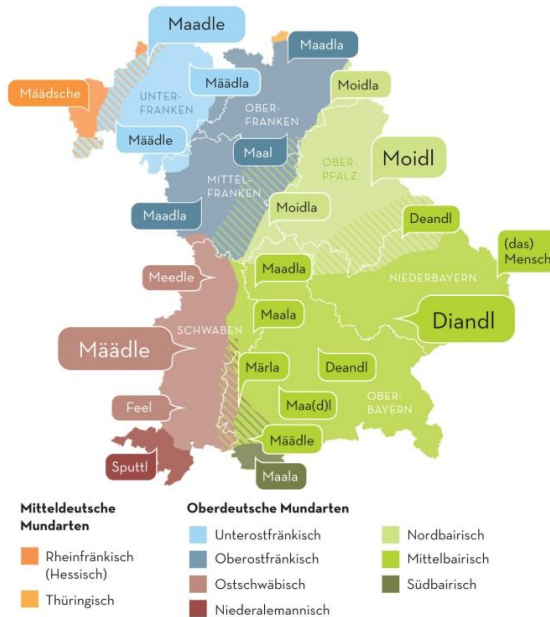 Maadle
Maadla
Määdla
Moidla
Määdsche
UNTER-
FRANKEN
OBER-
FRANKEN
Määdle
Maal
OBER-
PFALZ
Moidl
MITTEL-
FRANKEN
Maadla
Moidla
Deandl
(das)
Mensch
Meedle
Maadla
NIEDERBAYERN
Maala
Diandl
SCHWABEN
Määdle
Märla
Deandl
Feel
Maa(d)l
OBER-
BAYERN
Määdle
Sputtl
Maala
Mitteldeutsche
Mundarten
Rheinfränkisch
(Hessisch)
Thüringisch
Oberdeutsche Mundarten
Unterostfränkisch
Oberostfränkisch
Ostschwäbisch
Niederalemannisch
Nordbairisch
Mittelbairisch
Südbairisch